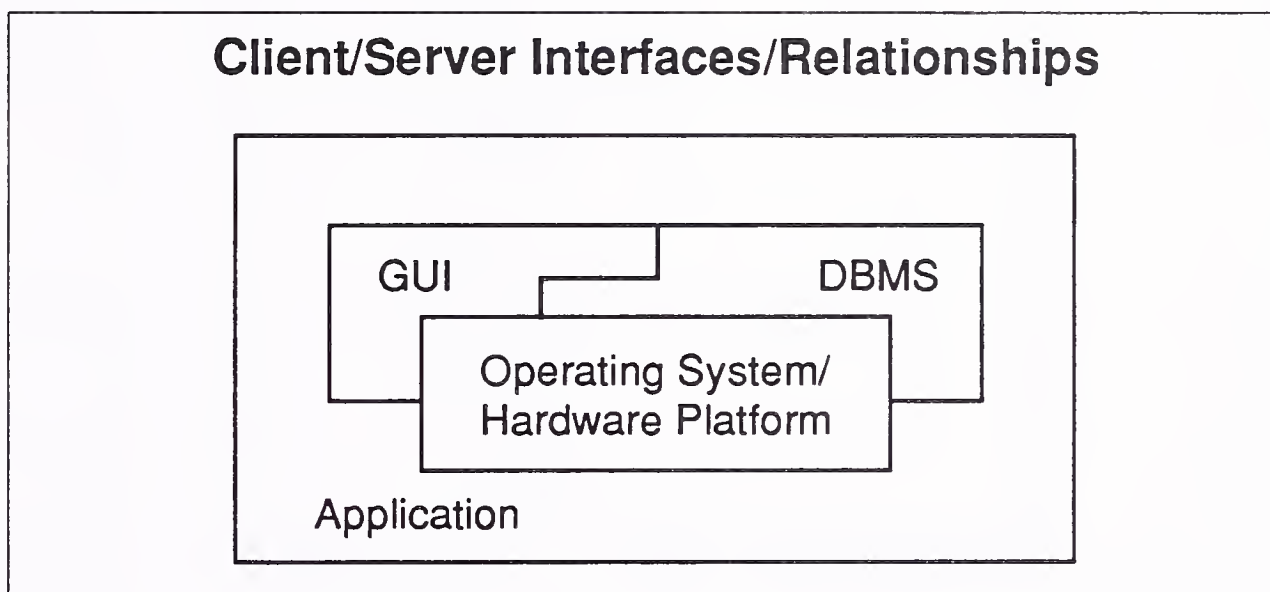 Client/Server Interfaces/Relationships
GUI
DBMS
Operating System/
Hardware Platform
Application